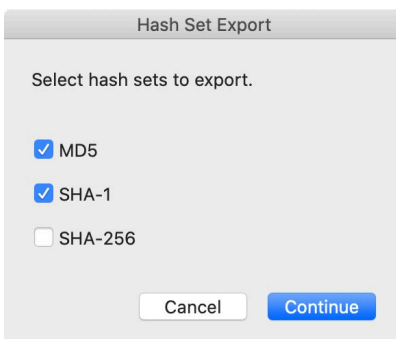 Hash Set Export
Select hash sets to export.
MD5
SHA-1
SHA-256
Cancel Continue